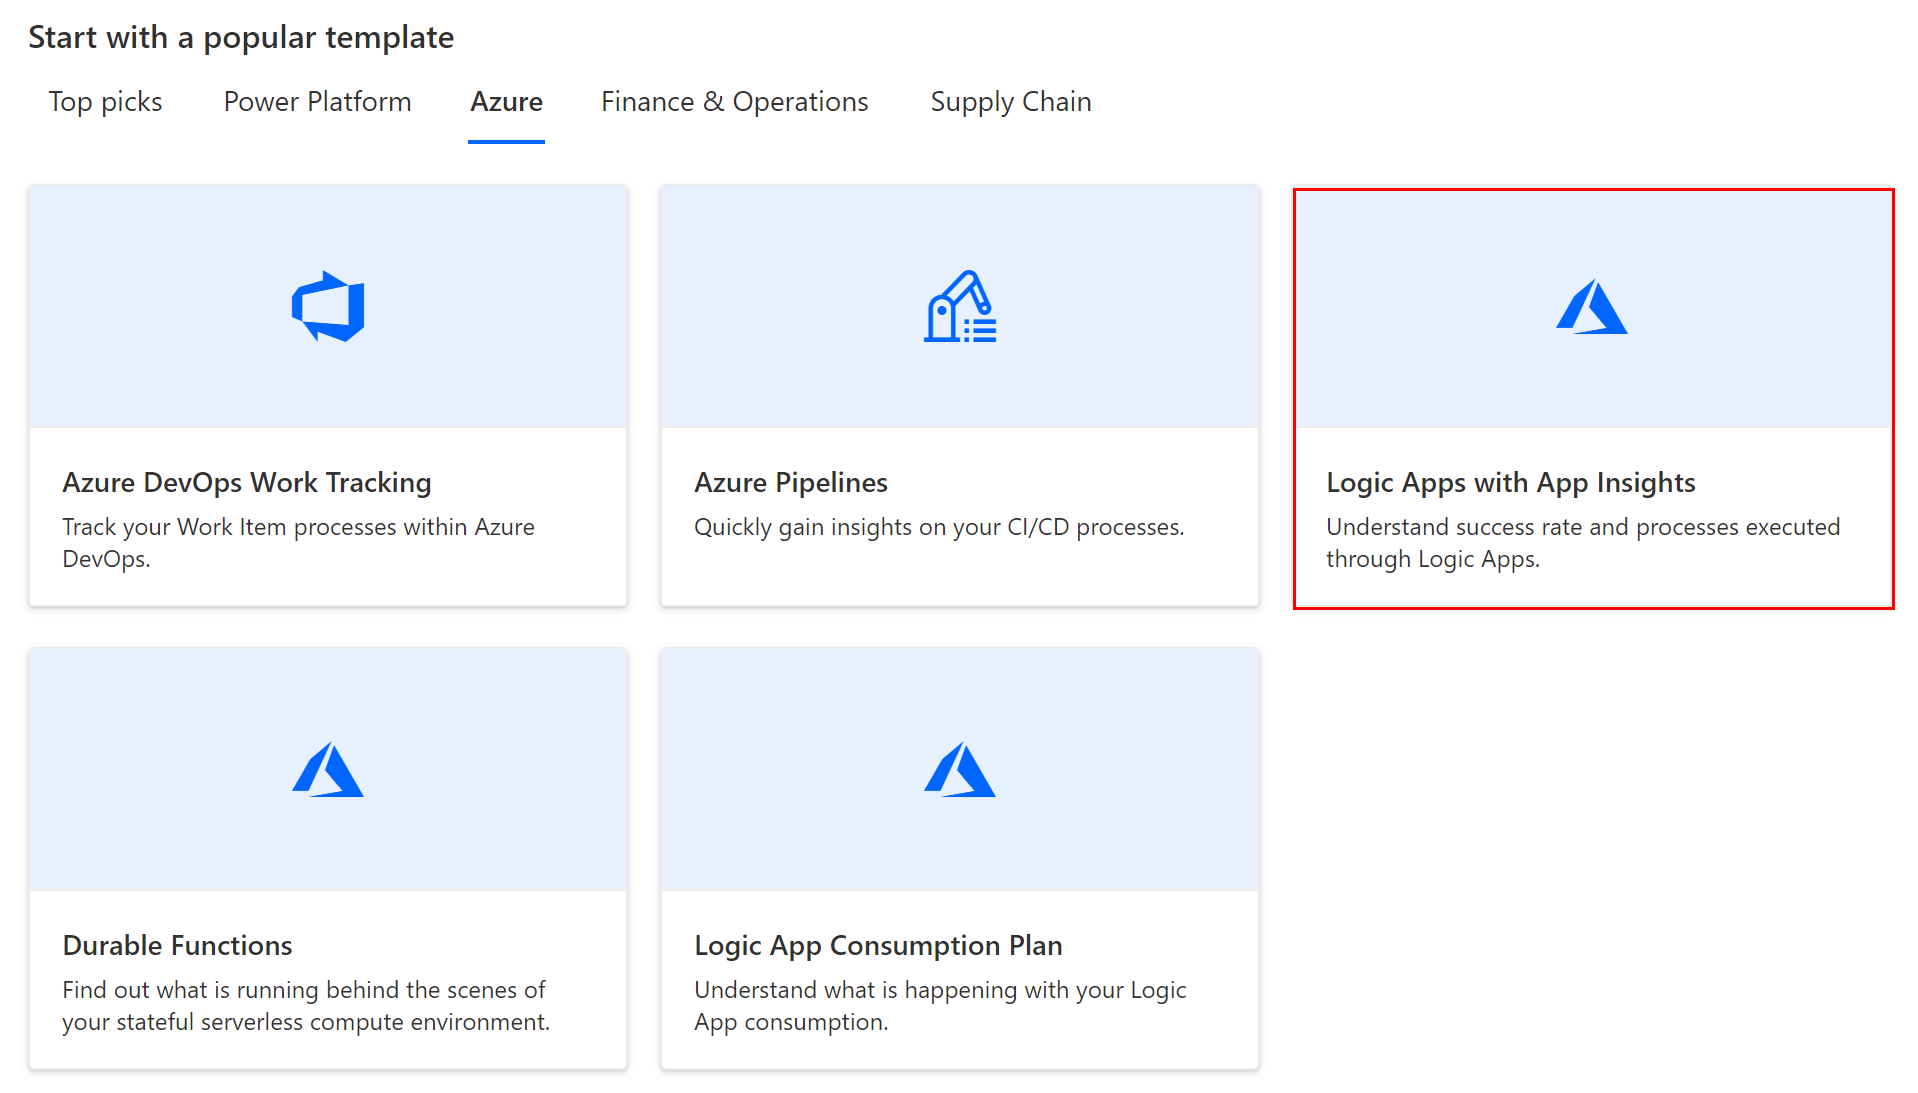 Start with a popular template
Top picks Power Platform Azure Finance & Operations Supply Chain
Azure DevOps Work Tracking
Track your Work Item processes within Azure
DevOps.
Azure Pipelines
Quickly gain insights on your CI/CD processes.
Logic Apps with App Insights
Understand success rate and processes executed
through Logic Apps.
Durable Functions
Find out what is running behind the scenes of
your stateful serverless compute environment.
Logic App Consumption Plan
Understand what is happening with your Logic
App consumption.